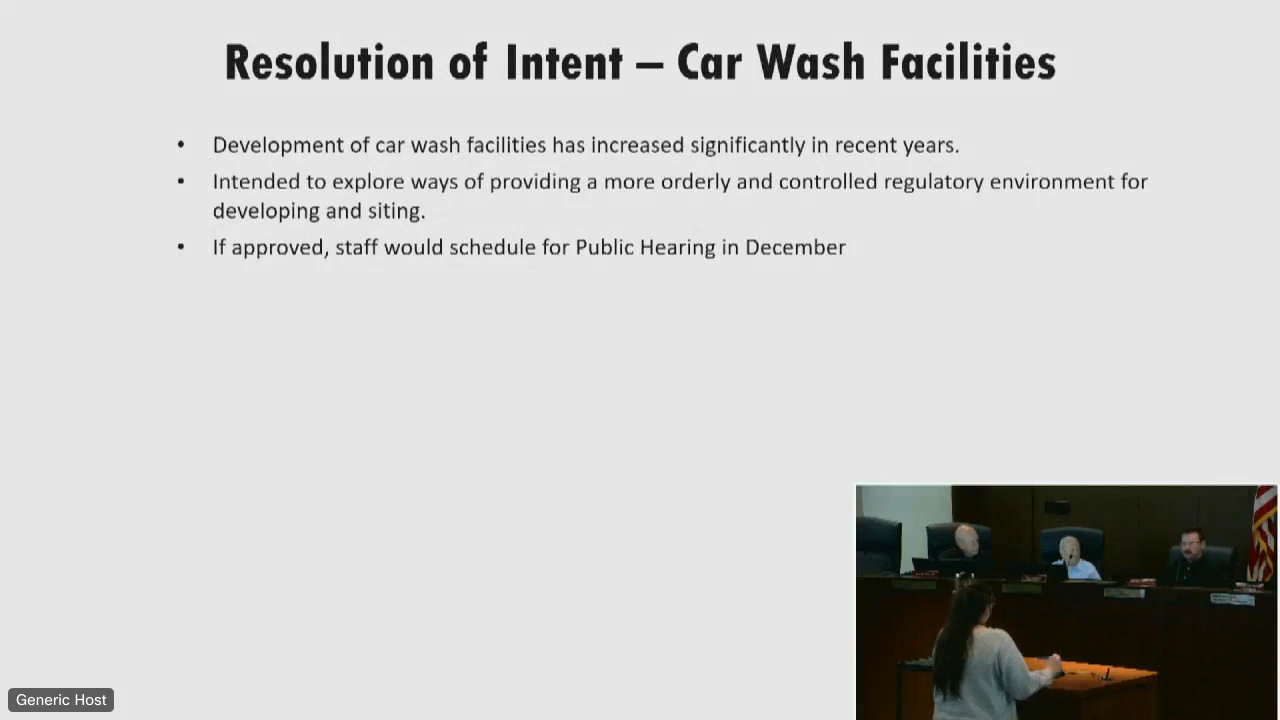 Resolution of Intent – Car Wash Facilities
• Development of car wash facilities has increased significantly in recent years.
• Intended to explore ways of providing a more orderly and controlled regulatory environment for
developing and siting.
• If approved, staff would schedule for Public Hearing in December
Generic Host